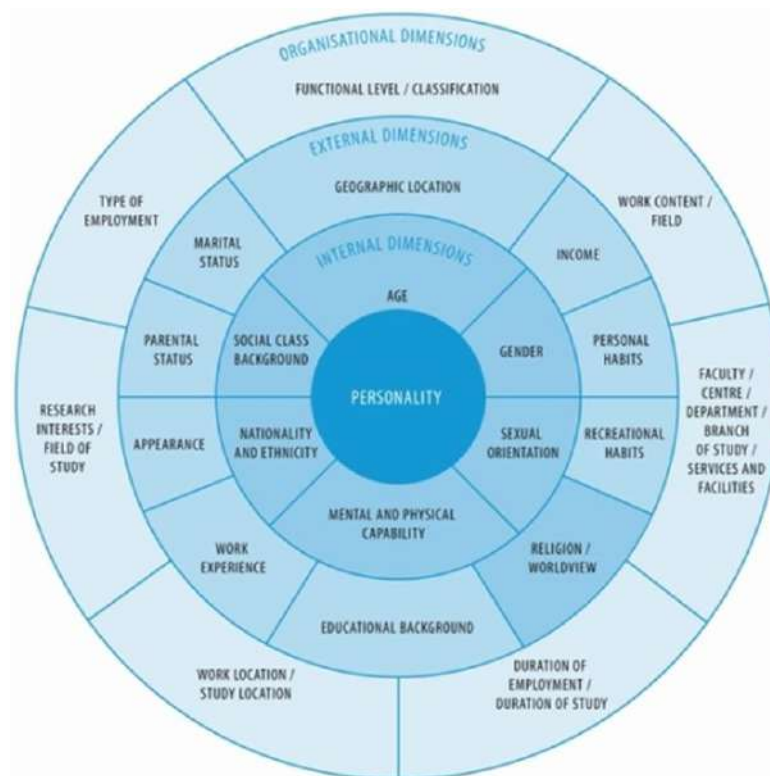 ORGANISATIONAL DIMENSIONS
FUNCTIONAL LEVEL / CLASSIFICATION
TYPE OF
EMPLOYMENT
WORK CONTENT /
FIELD
RESEARCH
INTERESTS /
FIELD OF
STUDY
FACULTY /
CENTRE /
DEPARTMENT /
BRANCH
OF STUDY /
SERVICES AND
FACILITIES
WORK LOCATION /
STUDY LOCATION
DURATION OF
EMPLOYMENT /
DURATION OF STUDY
EXTERNAL DIMENSIONS
GEOGRAPHIC LOCATION
MARITAL
STATUS
INCOME
PARENTAL
STATUS
PERSONAL
HABITS
APPEARANCE
RECREATIONAL
HABITS
WORK
EXPERIENCE
RELIGION /
WORLDVIEW
EDUCATIONAL BACKGROUND
INTERNAL DIMENSIONS
AGE
SOCIAL CLASS
BACKGROUND
GENDER
NATIONALITY
AND ETHNICITY
SEXUAL
ORIENTATION
MENTAL AND PHYSICAL
CAPABILITY
PERSONALITY